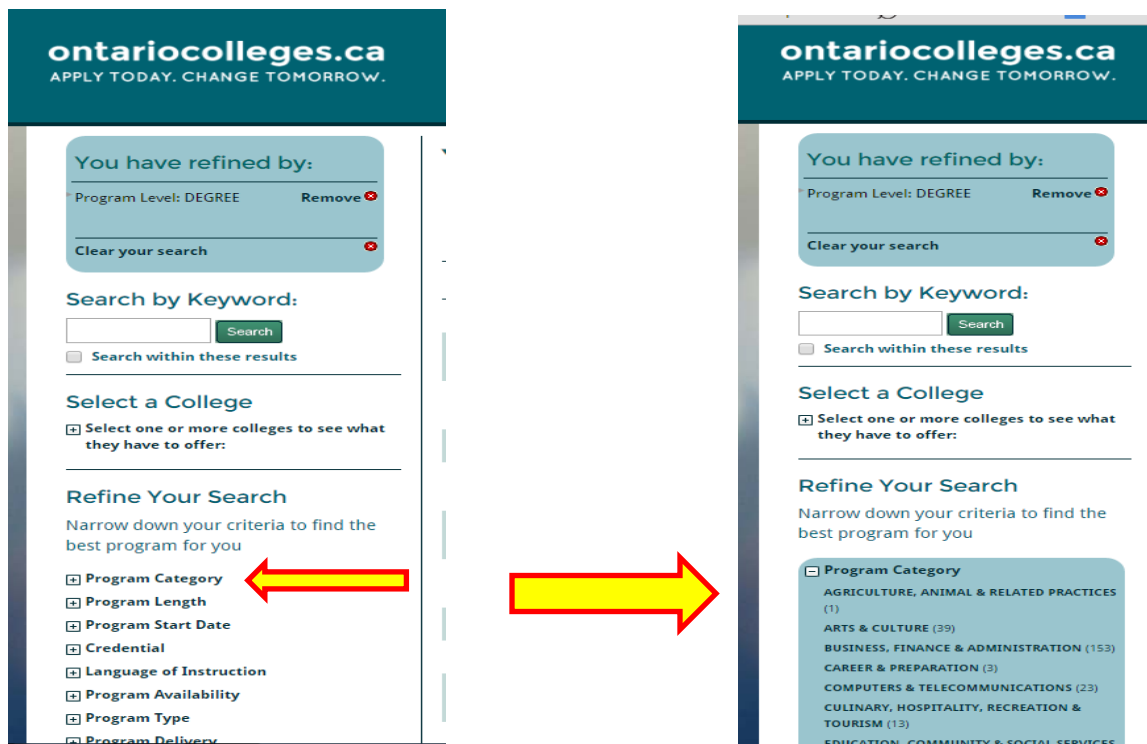 ontariocolleges.ca
APPLY TODAY. CHANGE TOMORROW.
You have refined by:
Program Level: DEGREE Remove
Clear your search
Search by Keyword:
Search
Search within these results
Select a College
Select one or more colleges to see what
they have to offer:
Refine Your Search
Narrow down your criteria to find the
best program for you
Program Category
Program Length
Program Start Date
Credential
Language of Instruction
Program Availability
Program Type
Program Delivery
ontariocolleges.ca
APPLY TODAY. CHANGE TOMORROW.
You have refined by:
Program Level: DEGREE Remove
Clear your search
Search by Keyword:
Search
Search within these results
Select a College
Select one or more colleges to see what
they have to offer:
Refine Your Search
Narrow down your criteria to find the
best program for you
Program Category
AGRICULTURE, ANIMAL & RELATED PRACTICES
(1)
ARTS & CULTURE (39)
BUSINESS, FINANCE & ADMINISTRATION (153)
CAREER & PREPARATION (3)
COMPUTERS & TELECOMMUNICATIONS (23)
CULINARY, HOSPITALITY, RECREATION &
TOURISM (13)
EDUCATION, COMMUNITY & SOCIAL SERVICES